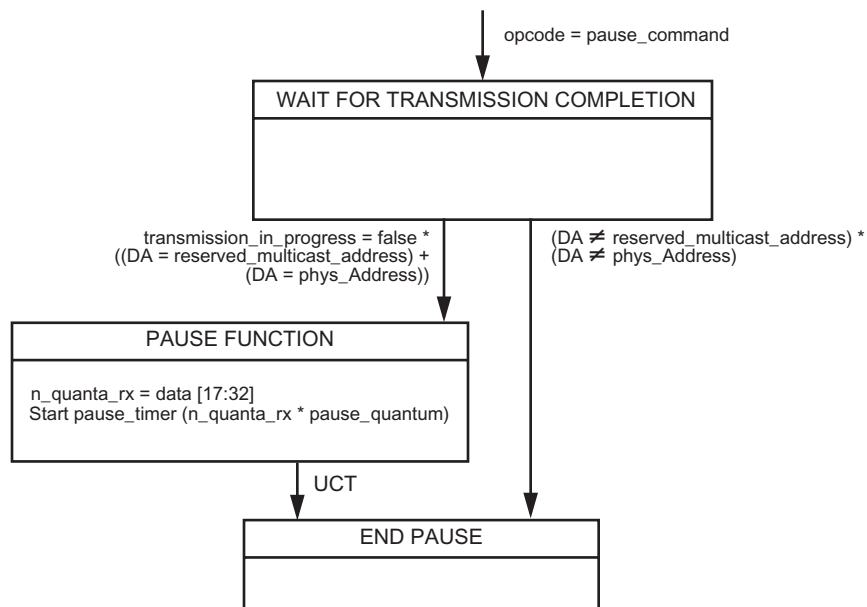 opcode = pause_command
WAIT FOR TRANSMISSION COMPLETION
transmission_in_progress = false *
((DA = reserved_multicast_address) +
(DA = phys_Address))
(DA ≠ reserved_multicast_address) *
(DA ≠ phys_Address)
PAUSE FUNCTION
n_quanta_rx = data [17:32]
Start pause_timer (n_quanta_rx * pause_quantum)
UCT
END PAUSE